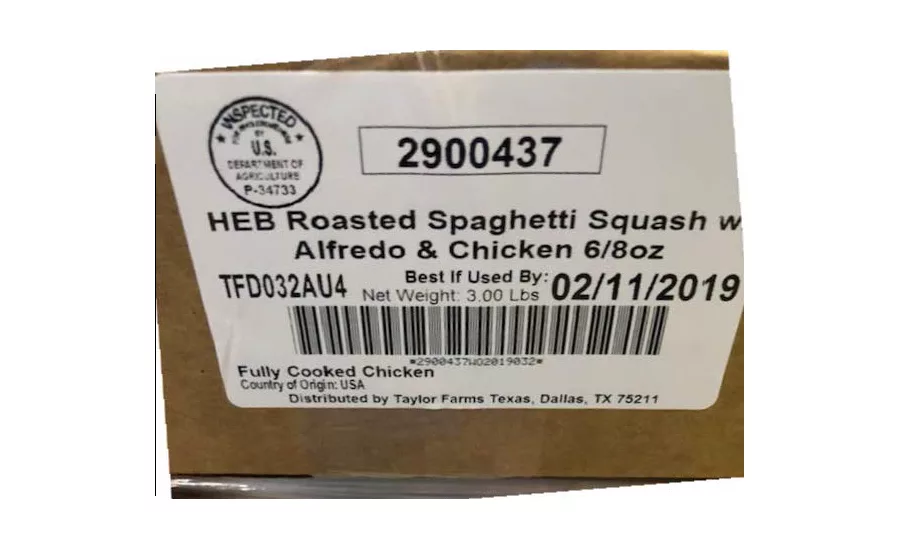 INSPECTED
BY
U.S.
DEPARTMENT OF
AGRICULTURE
P-34733
2900437
HEB Roasted Spaghetti Squash w
Alfredo & Chicken 6/8oz
TFD032AU4
Best If Used By: 02/11/2019
Net Weight: 3.00 Lbs
*2900437WO2019032*
Fully Cooked Chicken
Country of Origin: USA
Distributed by Taylor Farms Texas, Dallas, TX 75211